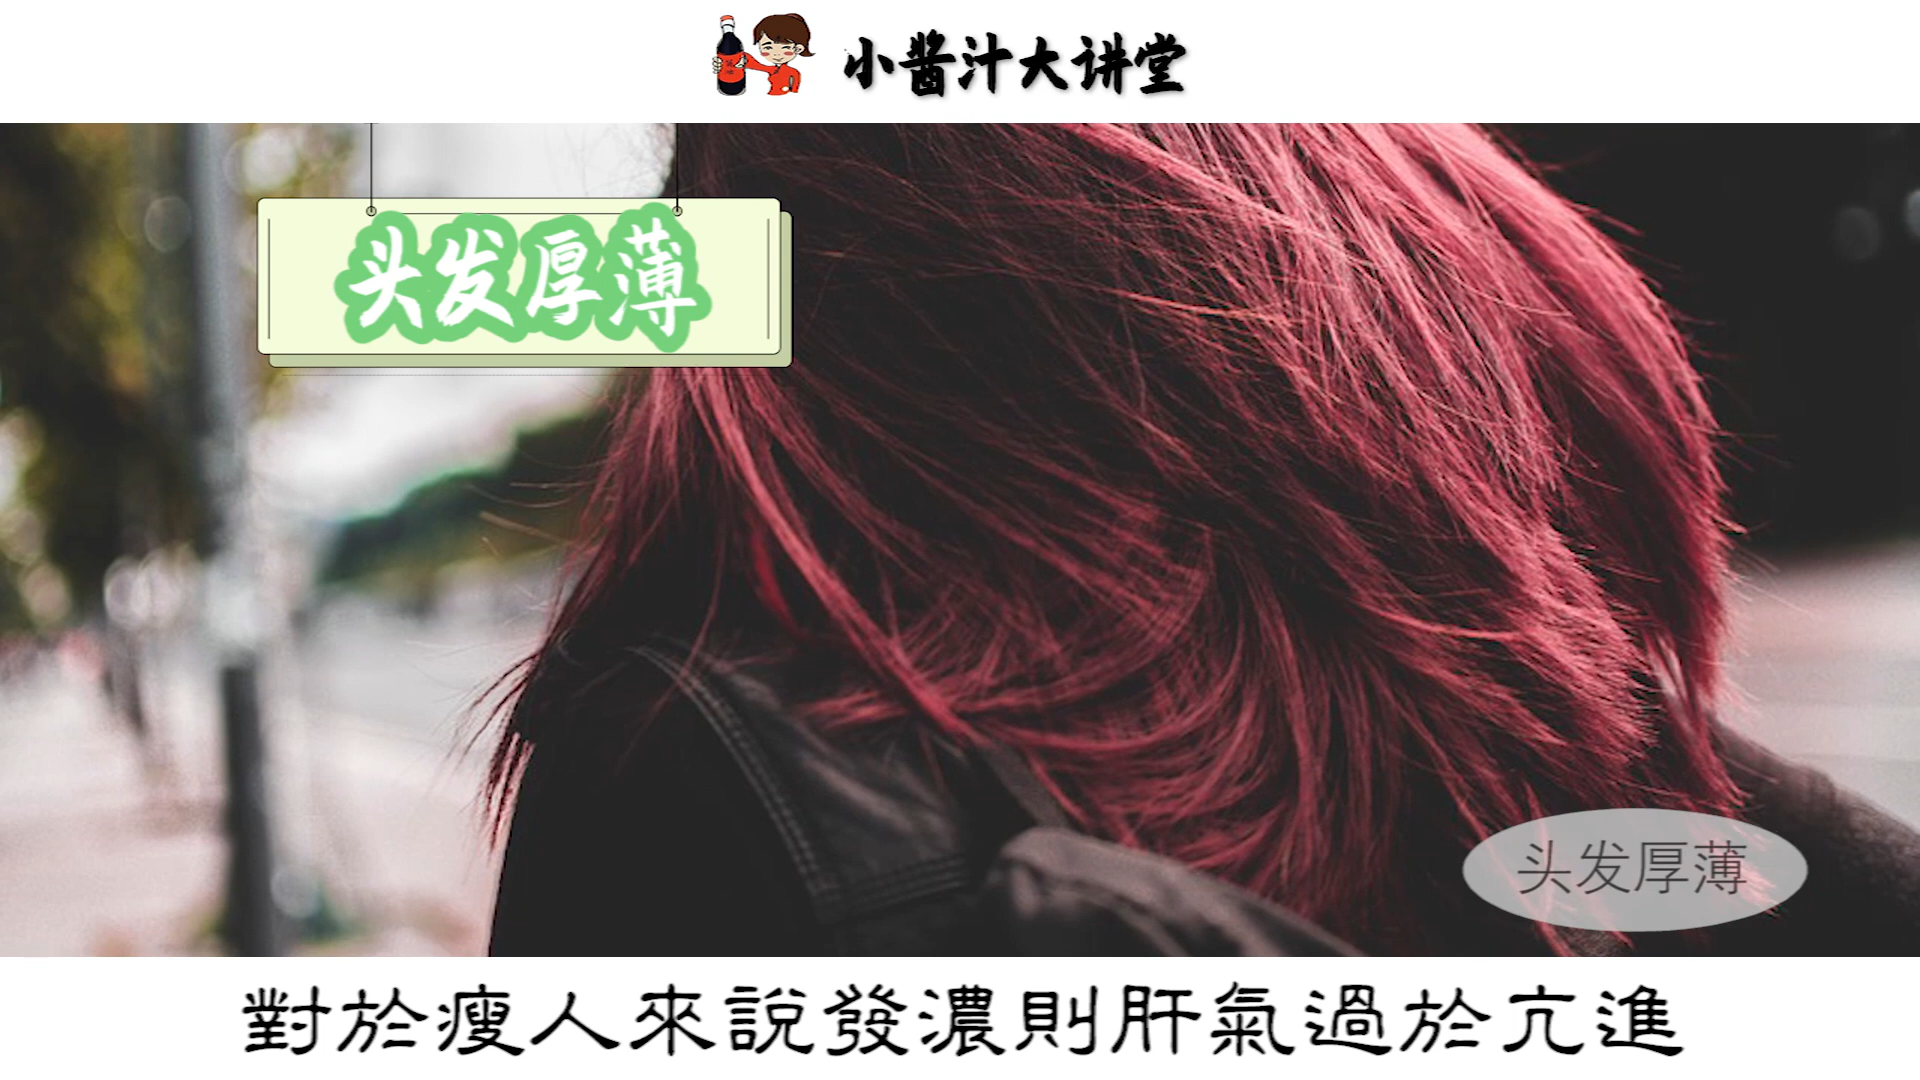 小酱汁大讲堂
头发厚薄
头发厚薄
對於瘦人來說發濃則肝氣過於亢進